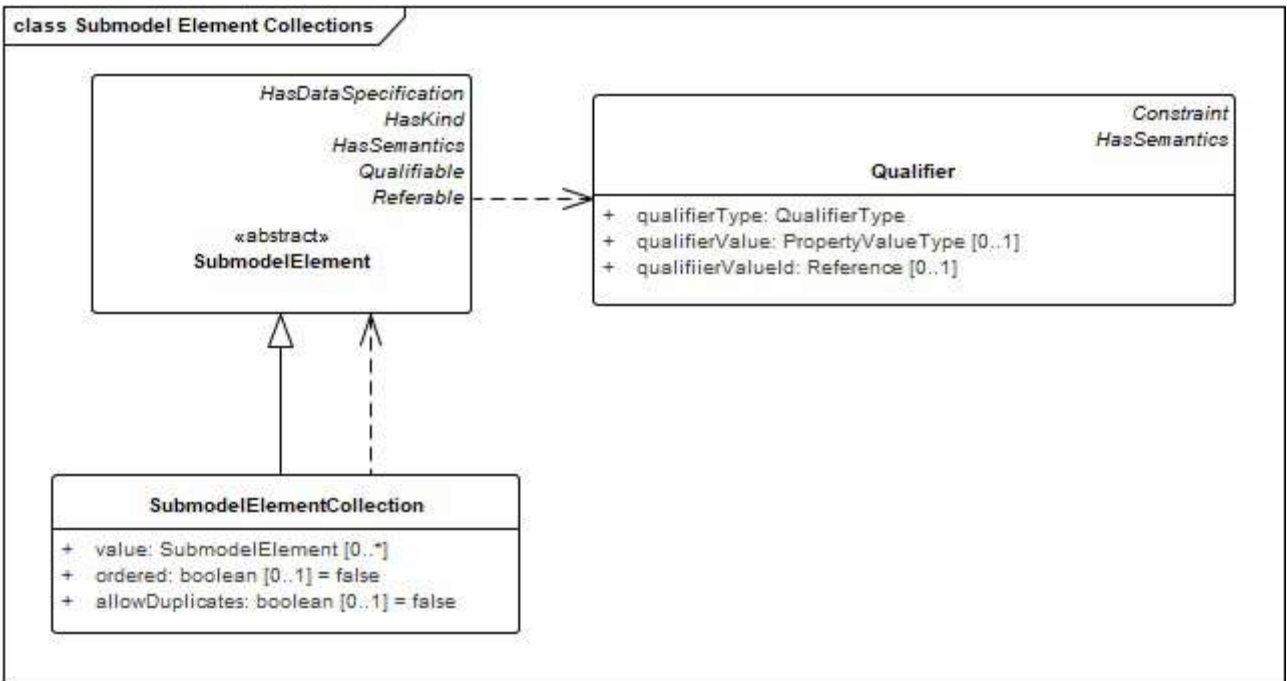 class Submodel Element Collections
HasDataSpecification
HasKind
HasSemantics
Qualifiable
Referable
«abstract»
SubmodelElement
Constraint
HasSemantics
Qualifier
+ qualifierType: QualifierType
+ qualifierValue: PropertyValueType [0..1]
+ qualifiierValueId: Reference [0..1]
SubmodelElementCollection
+ value: SubmodelElement [0..*]
+ ordered: boolean [0..1] = false
+ allowDuplicates: boolean [0..1] = false